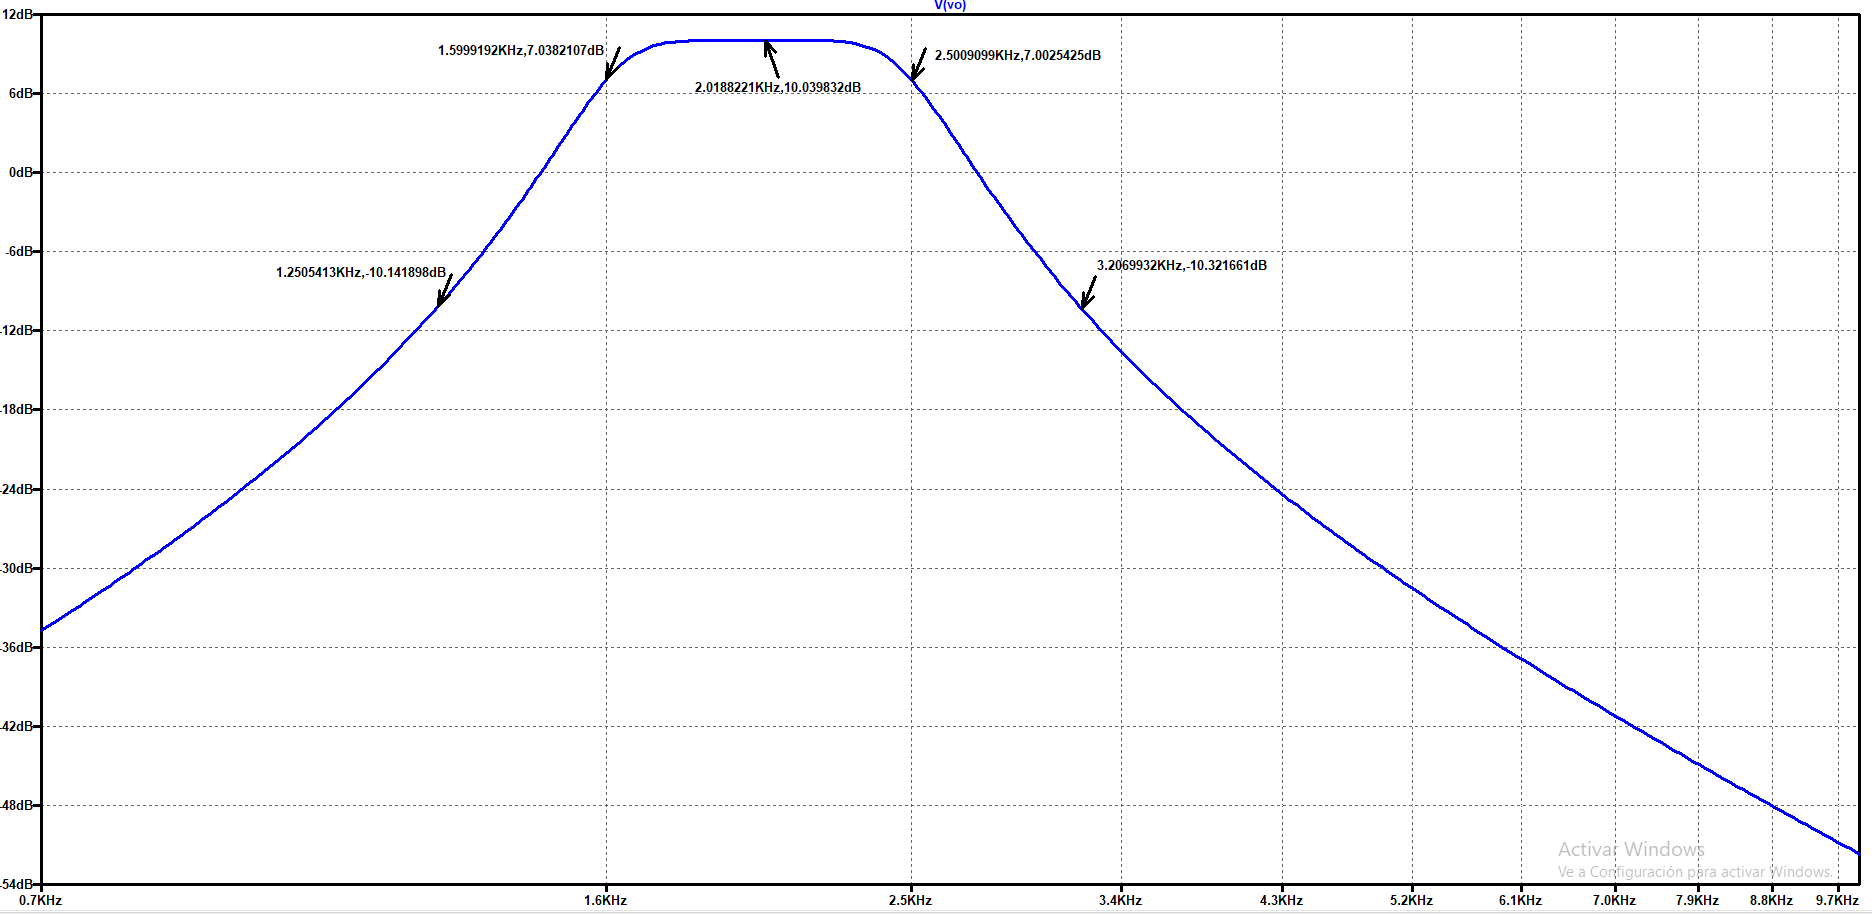 V(vo)
12dB
6dB
0dB
-6dB
-12dB
-18dB
-24dB
-30dB
-36dB
-42dB
-48dB
-54dB
1.5999192KHz,7.0382107dB
2.0188221KHz,10.039832dB
2.5009099KHz,7.0025425dB
1.2505413KHz,-10.141898dB
3.2069932KHz,-10.321661dB
Activar Windows
Ve a Configuración para activar Windows.
0.7KHz 1.6KHz 2.5KHz 3.4KHz 4.3KHz 5.2KHz 6.1KHz 7.0KHz 7.9KHz 8.8KHz 9.7KHz